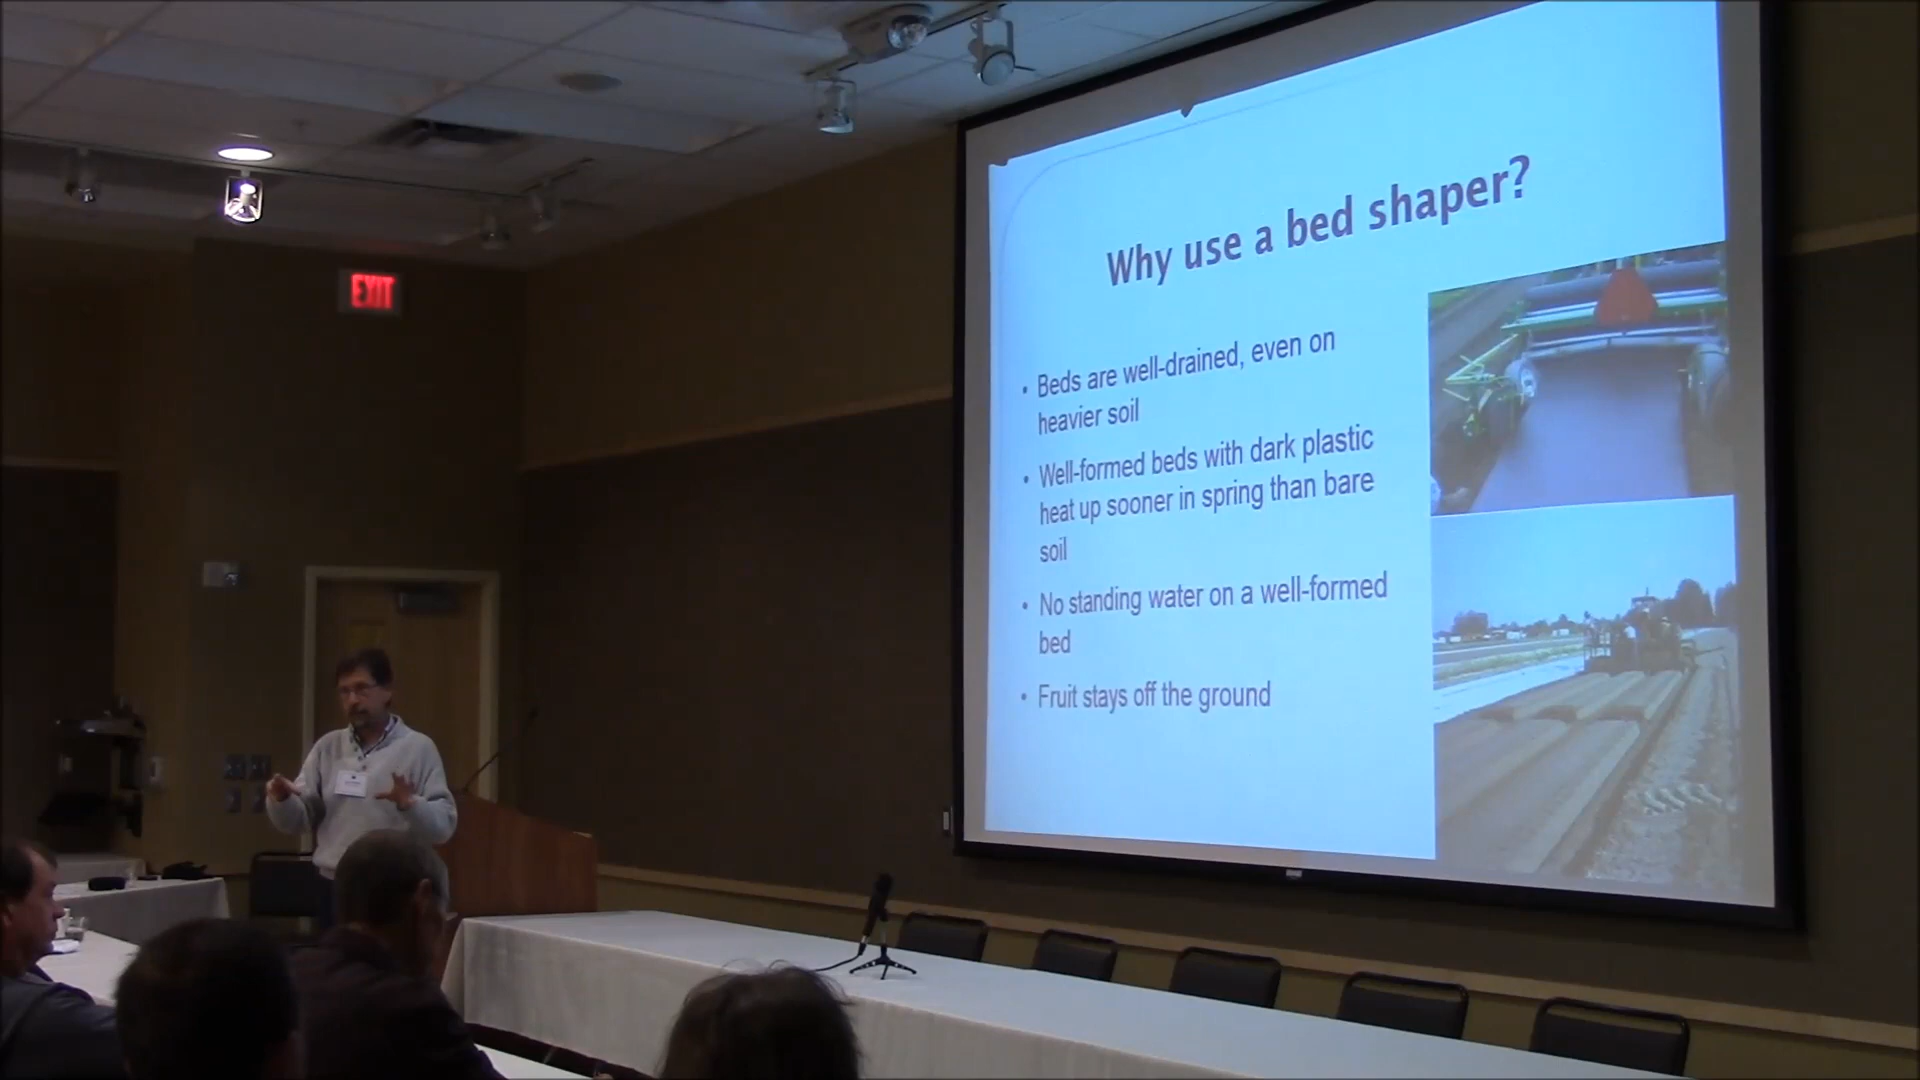 EXIT
Why use a bed shaper?
• Beds are well-drained, even on
heavier soil
• Well-formed beds with dark plastic
heat up sooner in spring than bare
soil
• No standing water on a well-formed
bed
• Fruit stays off the ground